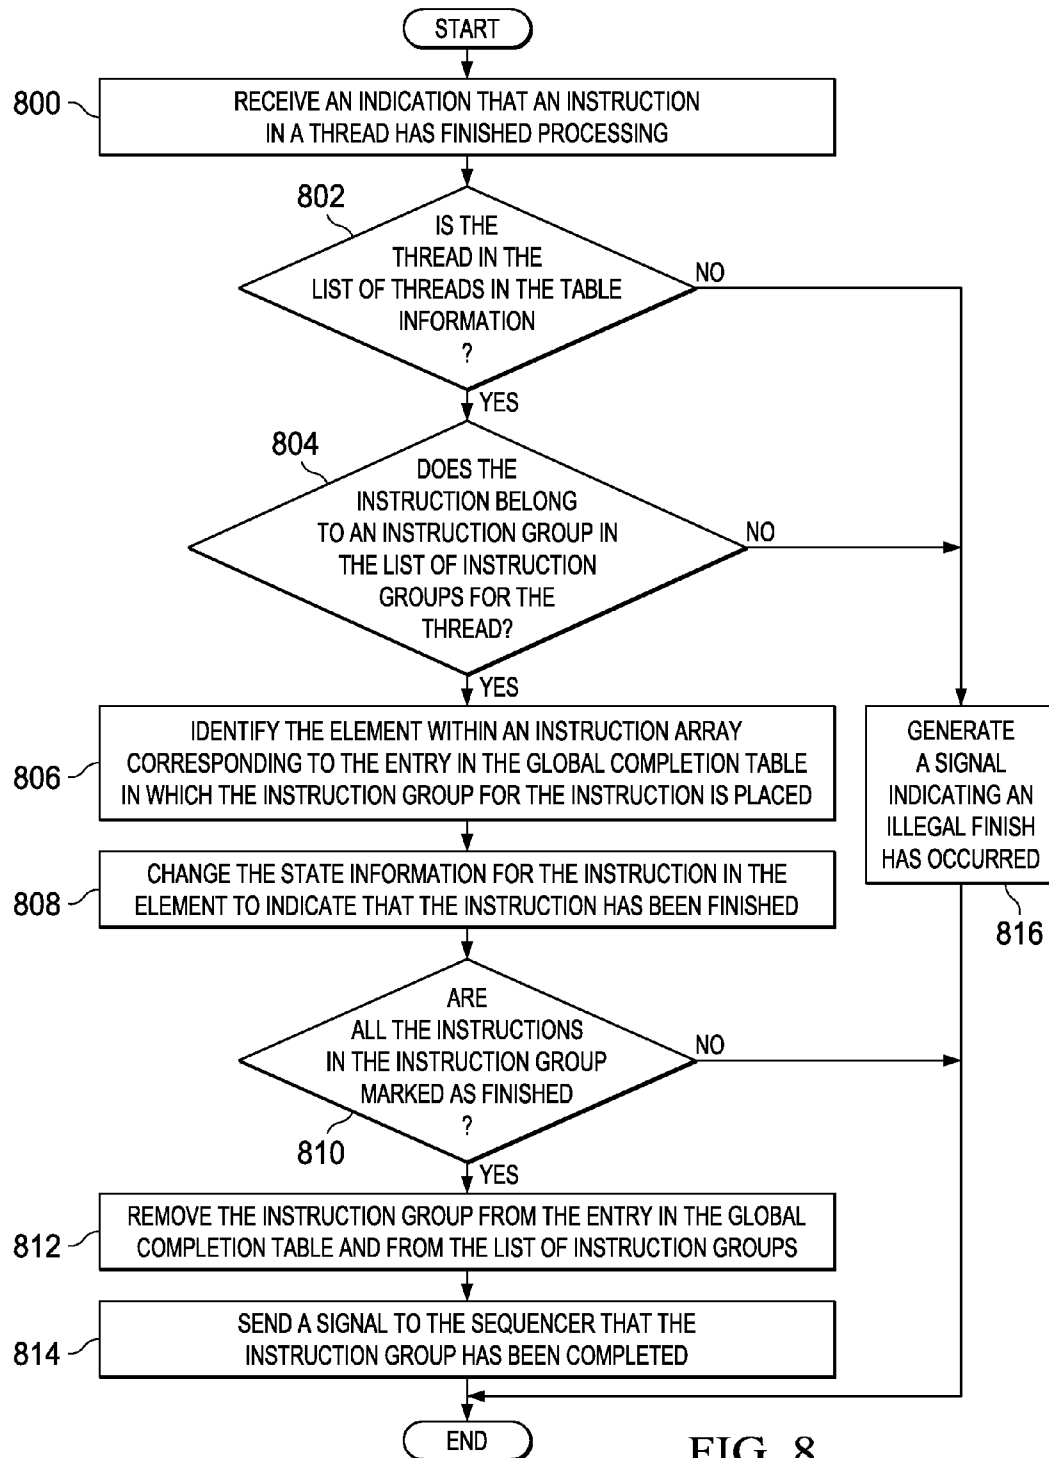 START
800
RECEIVE AN INDICATION THAT AN INSTRUCTION
IN A THREAD HAS FINISHED PROCESSING
802
IS THE
THREAD IN THE
LIST OF THREADS IN THE TABLE
INFORMATION
?
NO
YES
804
DOES THE
INSTRUCTION BELONG
TO AN INSTRUCTION GROUP IN
THE LIST OF INSTRUCTION
GROUPS FOR THE
THREAD?
NO
YES
806
IDENTIFY THE ELEMENT WITHIN AN INSTRUCTION ARRAY
CORRESPONDING TO THE ENTRY IN THE GLOBAL COMPLETION TABLE
IN WHICH THE INSTRUCTION GROUP FOR THE INSTRUCTION IS PLACED
GENERATE
A SIGNAL
INDICATING AN
ILLEGAL FINISH
HAS OCCURRED
816
808
CHANGE THE STATE INFORMATION FOR THE INSTRUCTION IN THE
ELEMENT TO INDICATE THAT THE INSTRUCTION HAS BEEN FINISHED
ARE
ALL THE INSTRUCTIONS
IN THE INSTRUCTION GROUP
MARKED AS FINISHED
?
810
NO
YES
812
REMOVE THE INSTRUCTION GROUP FROM THE ENTRY IN THE GLOBAL
COMPLETION TABLE AND FROM THE LIST OF INSTRUCTION GROUPS
814
SEND A SIGNAL TO THE SEQUENCER THAT THE
INSTRUCTION GROUP HAS BEEN COMPLETED
END
FIG. 8